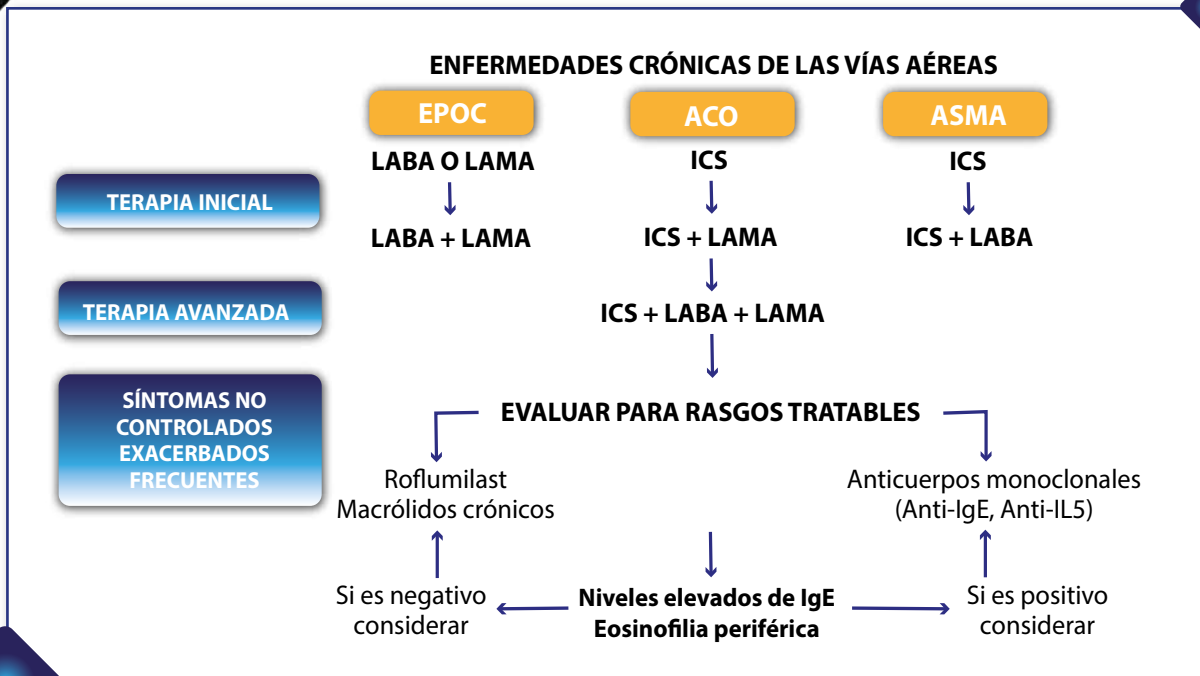 ENFERMEDADES CRÓNICAS DE LAS VÍAS AÉREAS
EPOC
ACO
ASMA
LABA O LAMA
ICS
ICS
TERAPIA INICIAL
LABA + LAMA
ICS + LAMA
ICS + LABA
TERAPIA AVANZADA
ICS + LABA + LAMA
SÍNTOMAS NO
CONTROLADOS
EXACERBADOS
FRECUENTES
EVALUAR PARA RASGOS TRATABLES
Roflumilast
Macrólidos crónicos
Anticuerpos monoclonales
(Anti-IgE, Anti-IL5)
Si es negativo
considerar
Niveles elevados de IgE
Eosinofilia periférica
Si es positivo
considerar